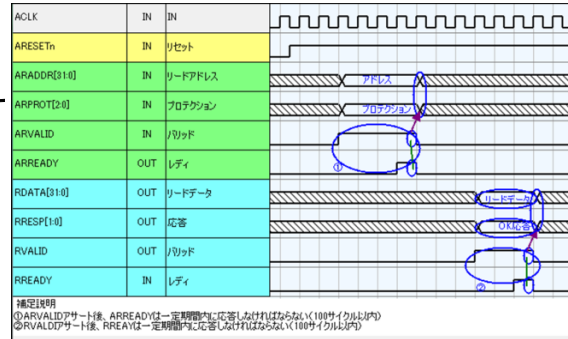 ACLK IN IN
ARESETn IN リセット
ARADDR[31:0] IN リードアドレス アドレス
ARPROT[2:0] IN プロテクション プロテクション
ARVALID IN バリッド
ARREADY OUT レディ ①
RDATA[31:0] OUT リードデータ リードデータ
RRESP[1:0] OUT 応答 OK応答
RVALID OUT バリッド
RREADY IN レディ ②
補足説明
①ARVALIDアサート後、ARREADYは一定期間内に応答しなければならない(100サイクル以内)
②RVALDアサート後、RREAYは一定期間内に応答しなければならない(100サイクル以内)